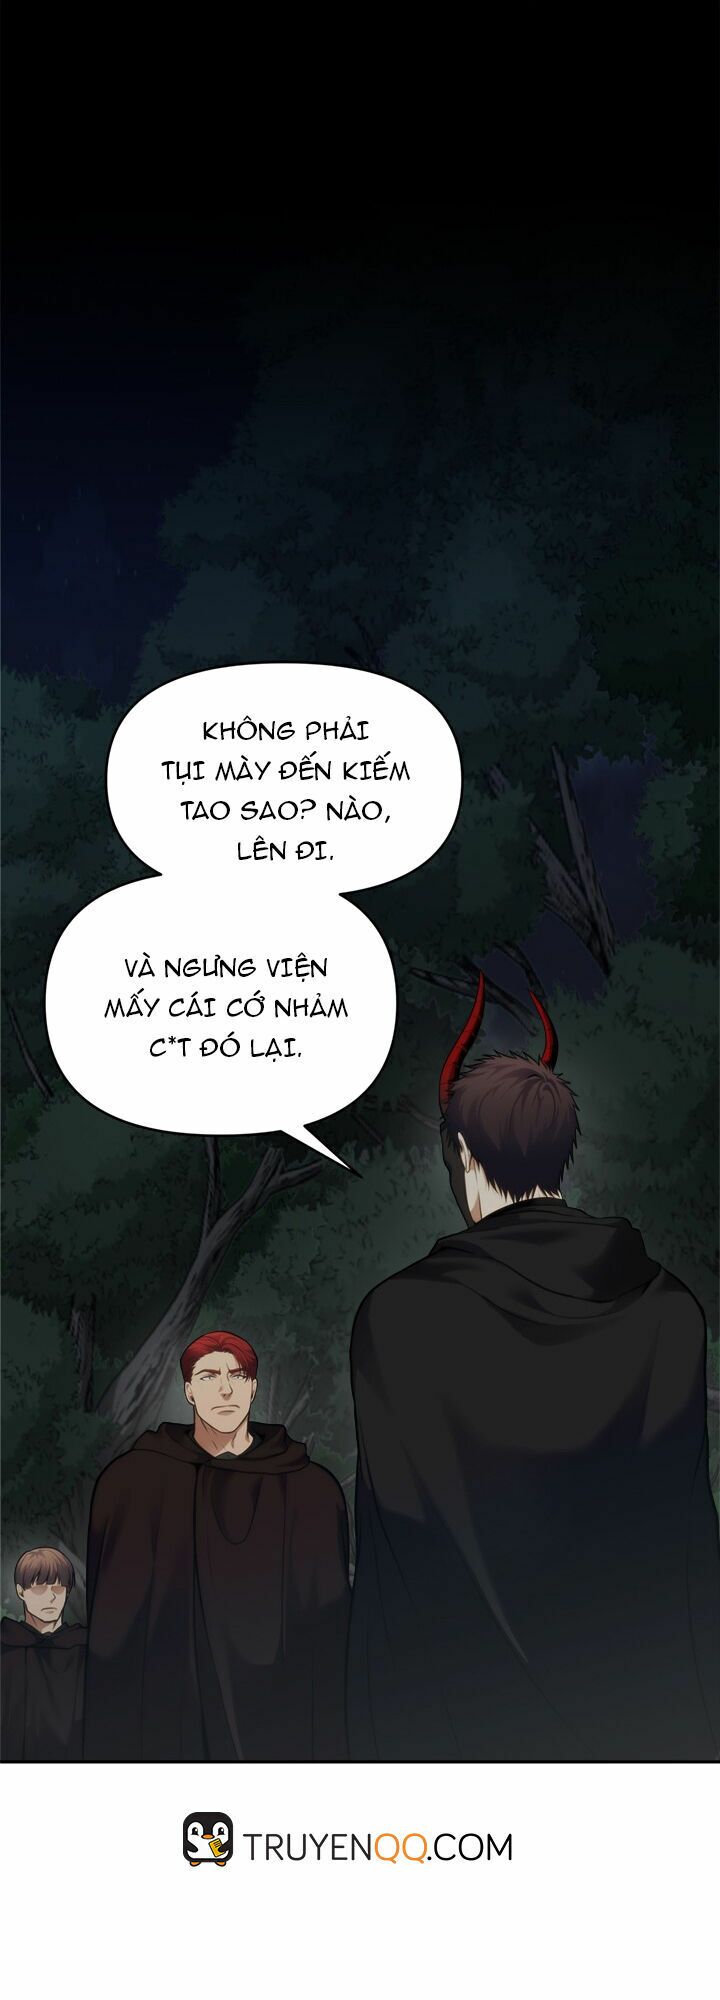 KHÔNG PHẢI
TỤI MÀY ĐẾN KIẾM
TAO SAO? NÀO,
LÊN ĐI.
VÀ NGƯNG VIỆN
MẤY CÁI CỚ NHẢM
C*T ĐÓ LẠI.
TRUYENQQ.COM